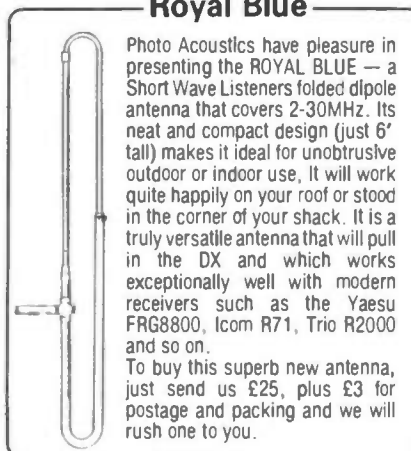 Royal Blue
Photo Acoustics have pleasure in
presenting the ROYAL BLUE — a
Short Wave Listeners folded dipole
antenna that covers 2-30MHz. Its
neat and compact design (just 6′
tall) makes it ideal for unobtrusive
outdoor or indoor use, It will work
quite happily on your roof or stood
in the corner of your shack. It is a
truly versatile antenna that will pull
in the DX and which works
exceptionally well with modern
receivers such as the Yaesu
FRG8800, Icom R71, Trio R2000
and so on.
To buy this superb new antenna,
just send us £25, plus £3 for
postage and packing and we will
rush one to you.